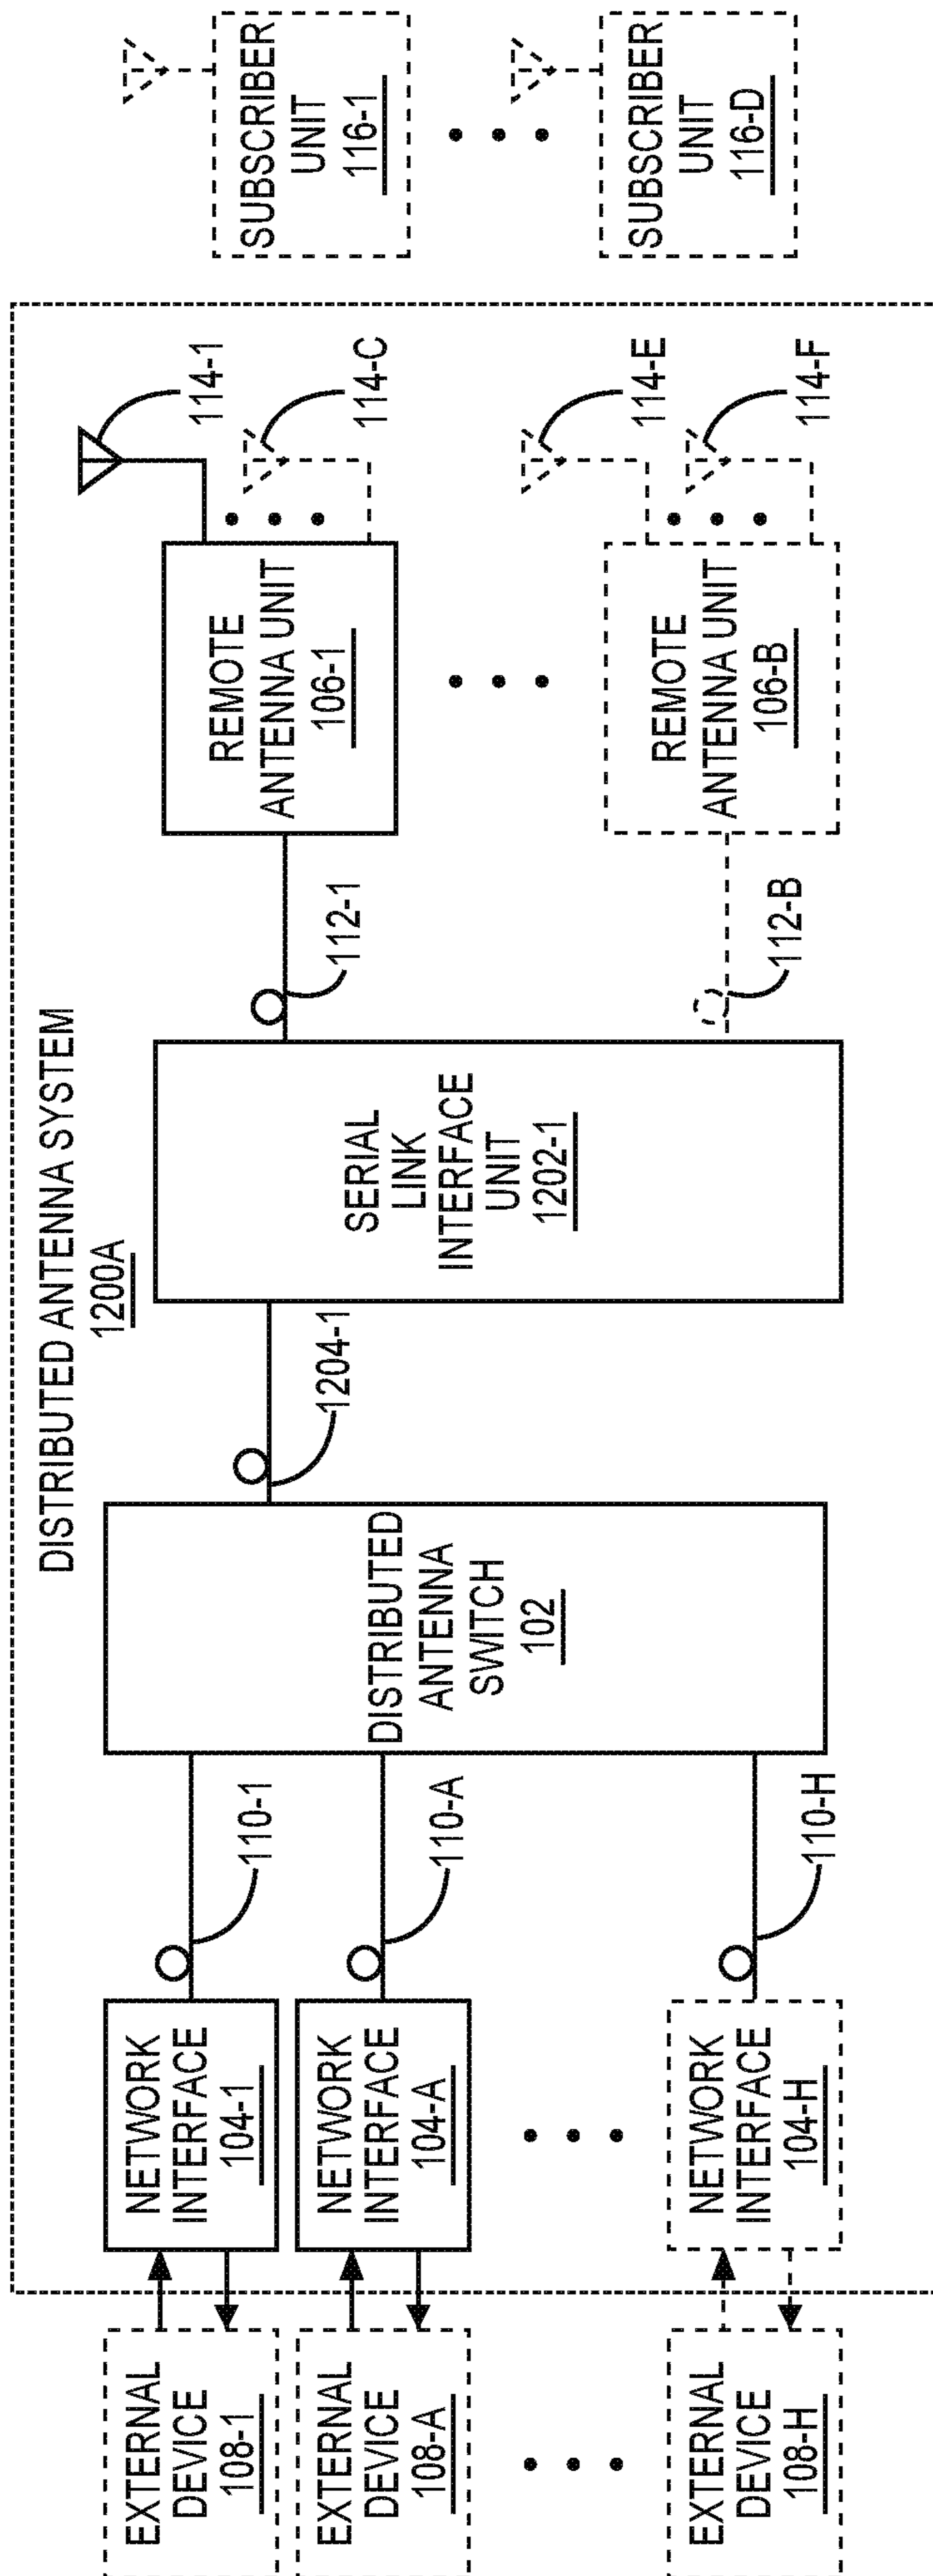 DISTRIBUTED ANTENNA SYSTEM
1200A
EXTERNAL
DEVICE
108-1
NETWORK
INTERFACE
104-1
110-1
EXTERNAL
DEVICE
108-A
NETWORK
INTERFACE
104-A
110-A
EXTERNAL
DEVICE
108-H
NETWORK
INTERFACE
104-H
110-H
DISTRIBUTED
ANTENNA
SWITCH
102
1204-1
SERIAL
LINK
INTERFACE
UNIT
1202-1
112-1
112-B
REMOTE
ANTENNA UNIT
106-1
114-1
114-C
REMOTE
ANTENNA UNIT
106-B
114-E
114-F
SUBSCRIBER
UNIT
116-1
SUBSCRIBER
UNIT
116-D